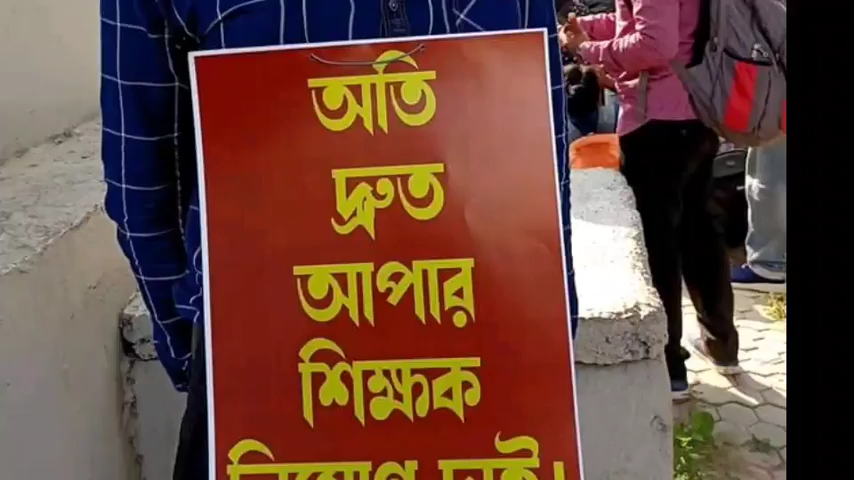 অতি
দ্রুত
আপার
শিক্ষক
নিয়োগ চাই।